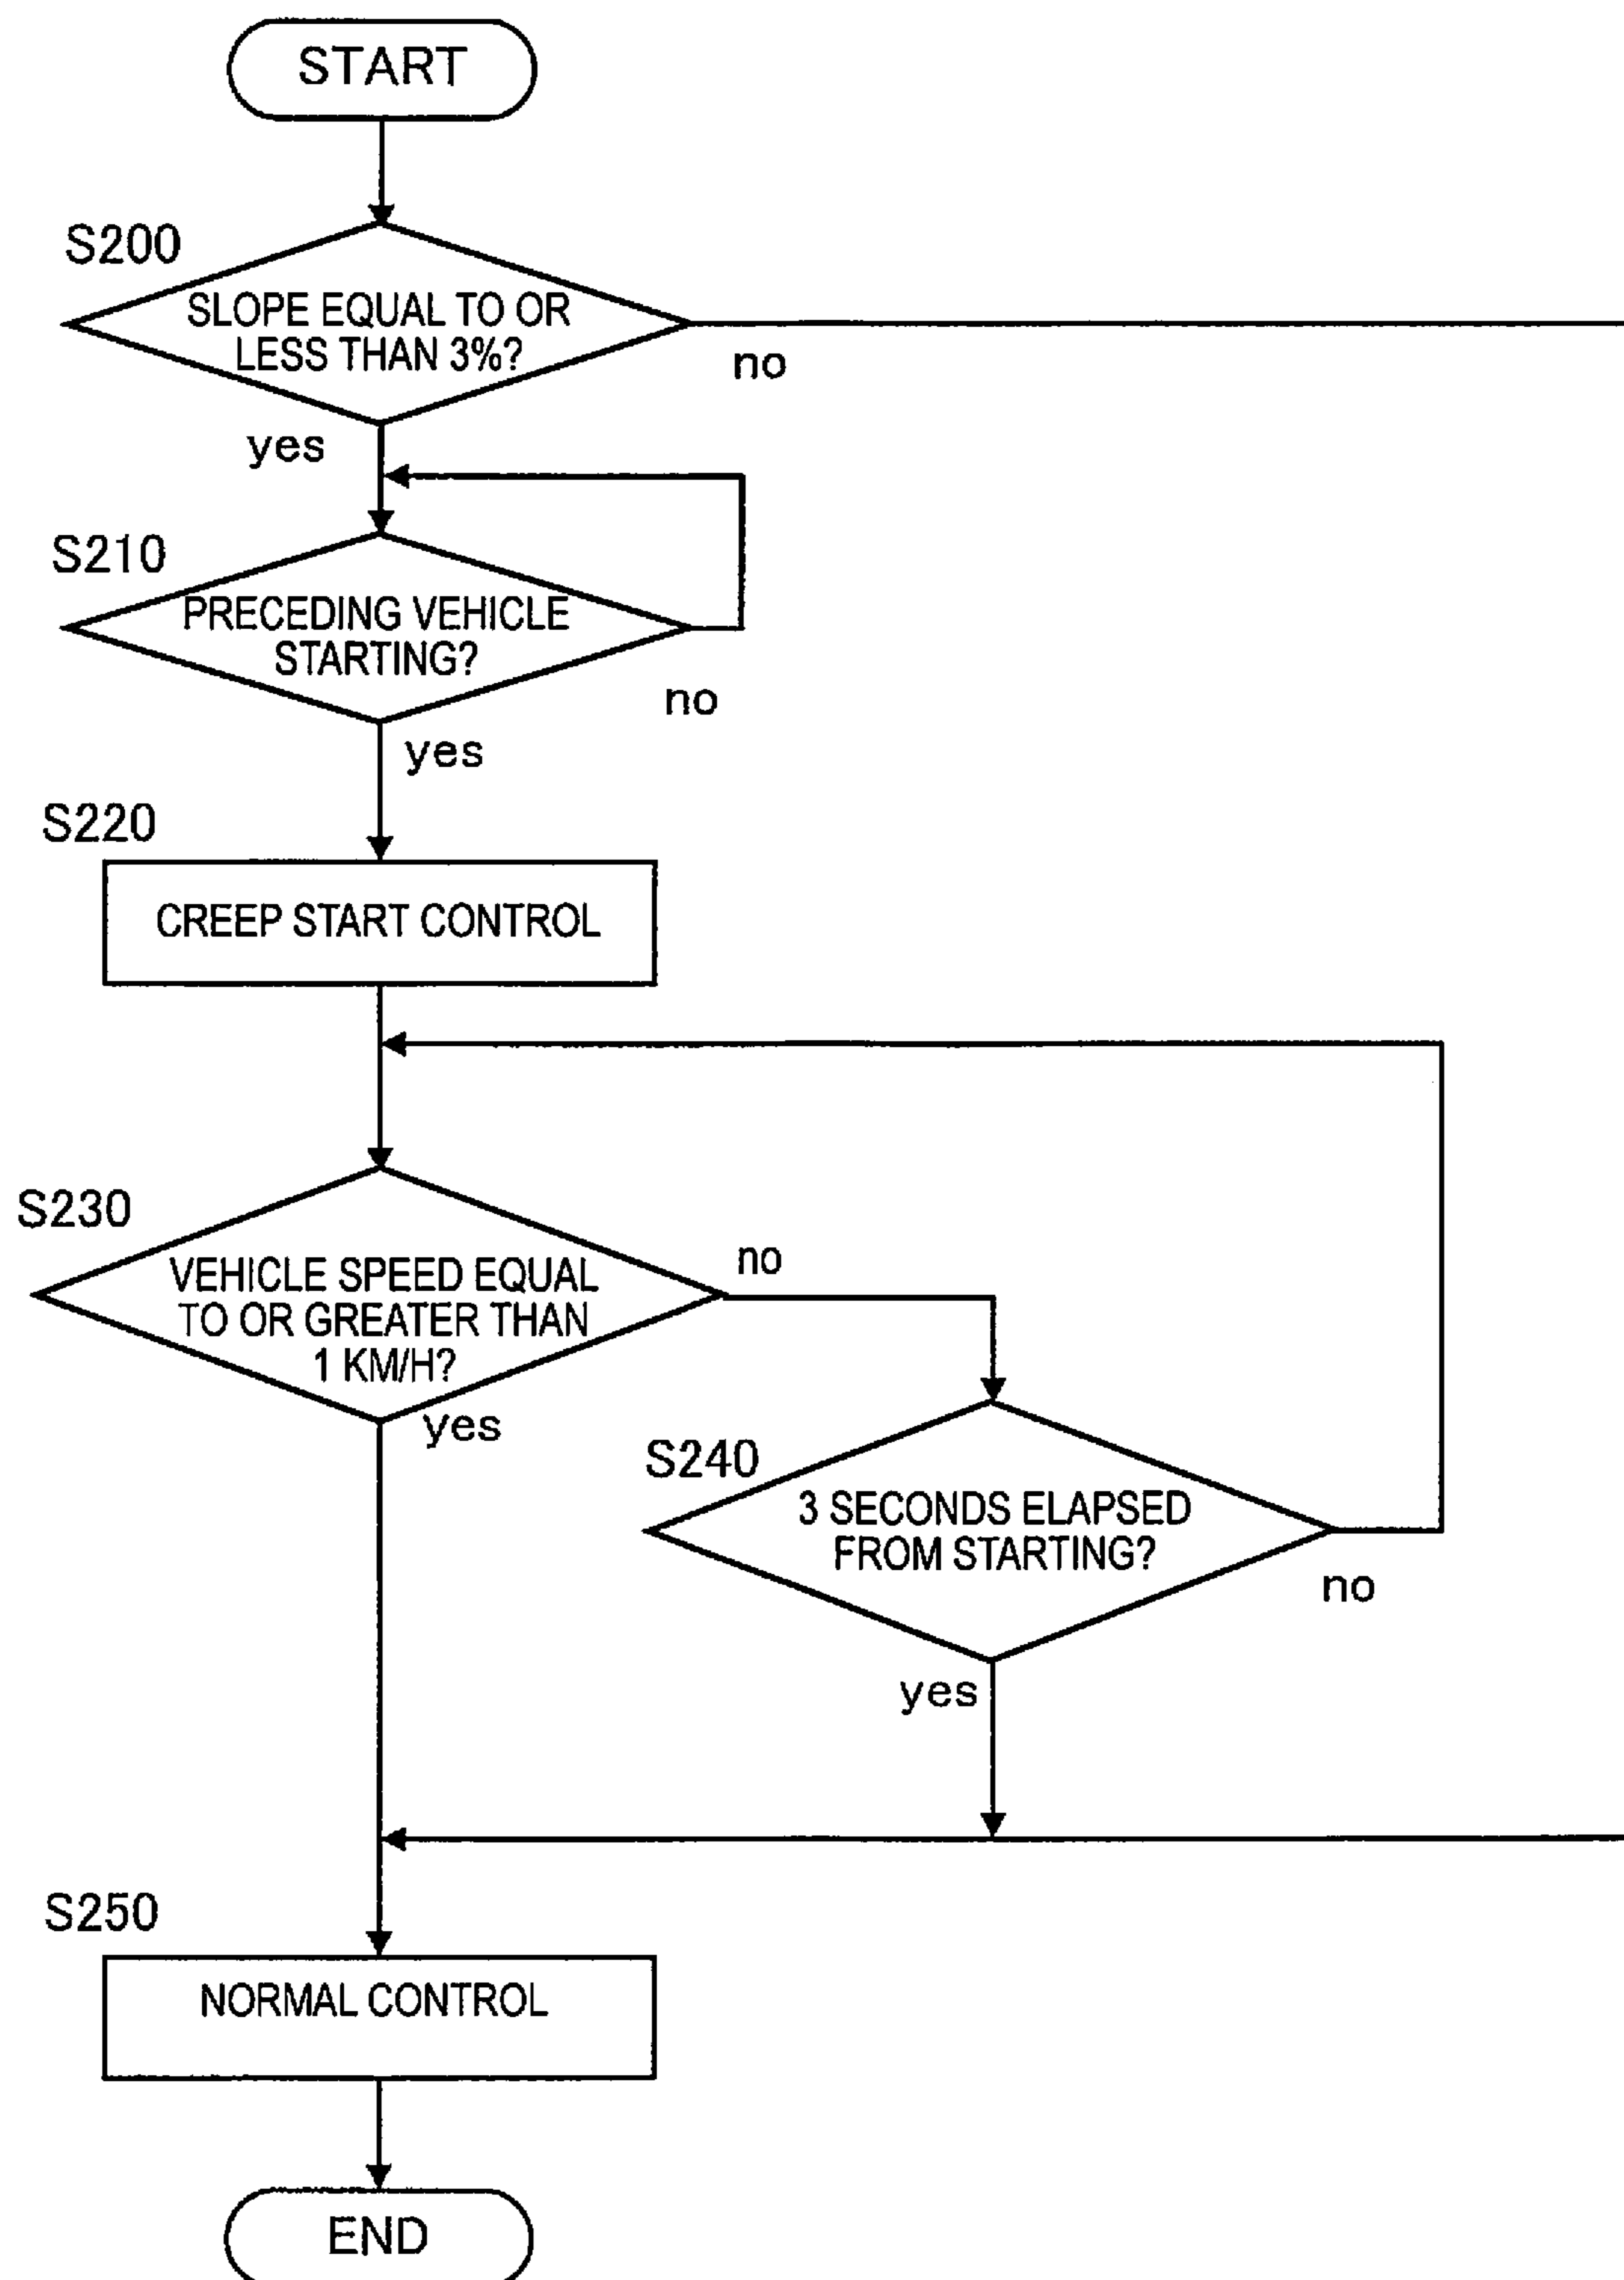 START
S200
SLOPE EQUAL TO OR
LESS THAN 3%?
no
yes
S210
PRECEDING VEHICLE
STARTING?
no
yes
S220
CREEP START CONTROL
S230
VEHICLE SPEED EQUAL
TO OR GREATER THAN
1 KM/H?
no
yes
S240
3 SECONDS ELAPSED
FROM STARTING?
no
yes
S250
NORMAL CONTROL
END